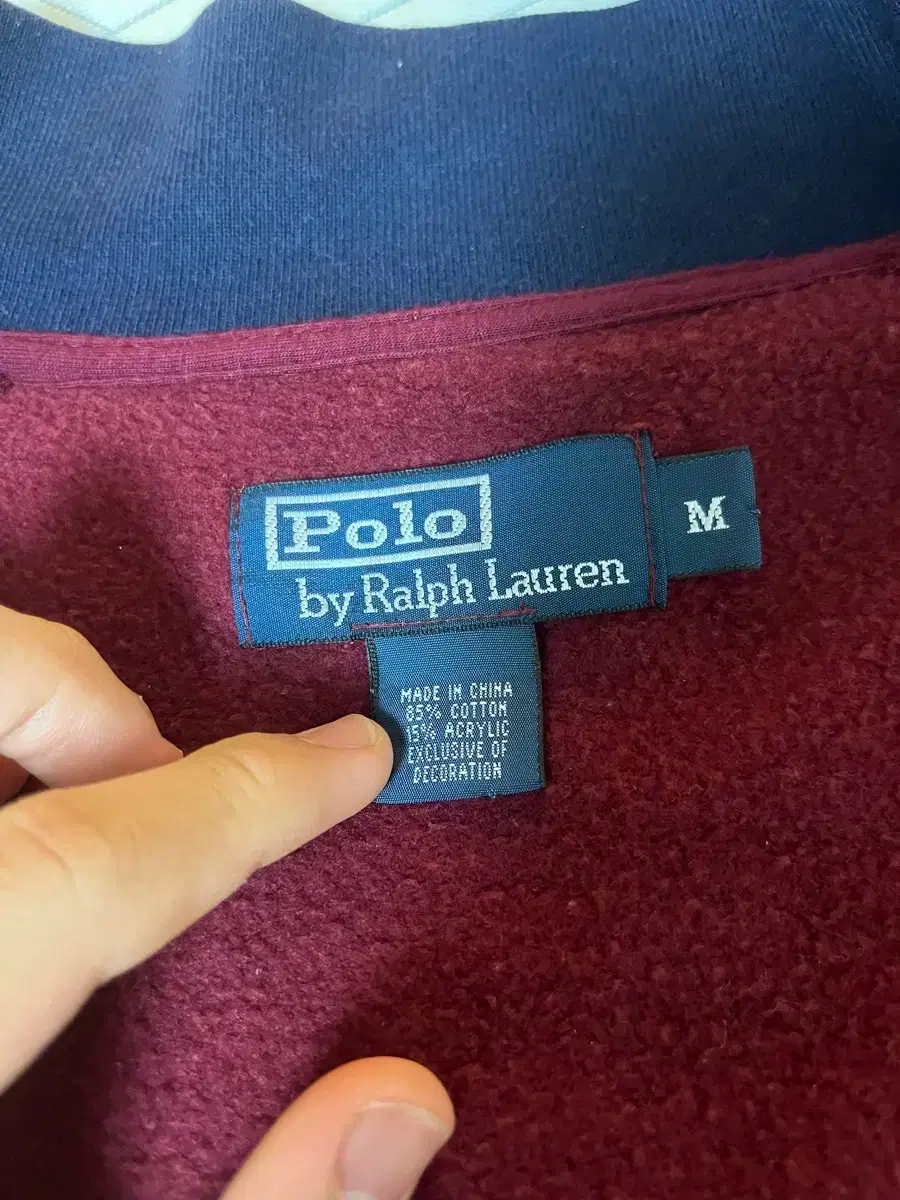 Polo
by Ralph Lauren
M
MADE IN CHINA
85% COTTON
15% ACRYLIC
EXCLUSIVE OF
DECORATION